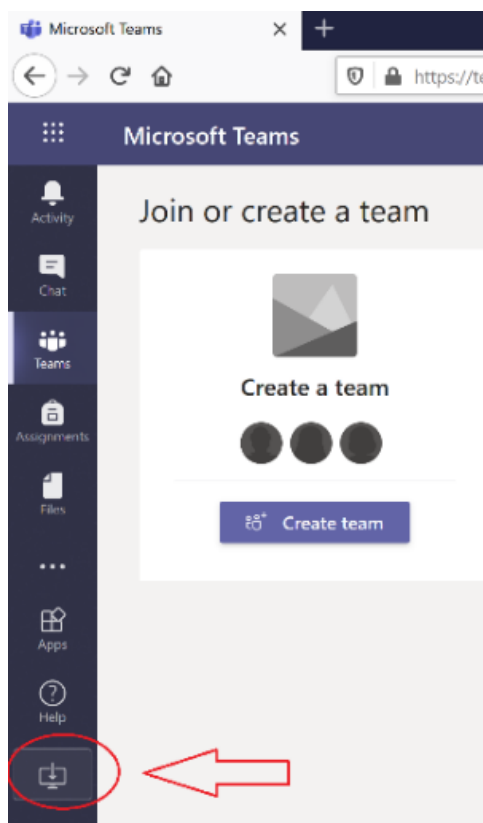 Microsoft Teams
https://te
Microsoft Teams
Activity
Join or create a team
Chat
Teams
Create a team
Assignments
Files
Create team
Apps
Help